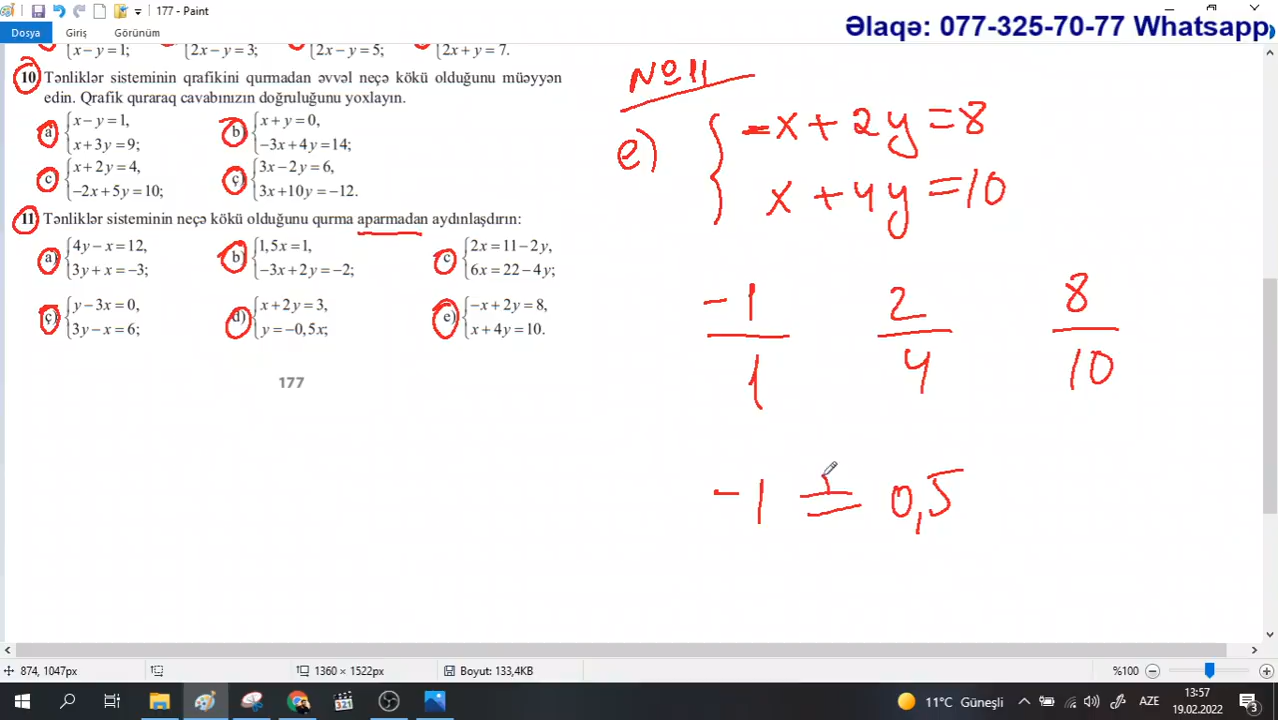 177 - Paint
Əlaqə: 077-325-70-77 Whatsapp
Dosya Giriş Görünüm
x – y = 1; 2x – y = 3; 2x – y = 5; 2x + y = 7.
10 Tənliklər sisteminin qrafikini qurmadan əvvəl neçə kökü olduğunu müəyyən
edin. Qrafik quraraq cavabınızın doğruluğunu yoxlayın.
a) x – y = 1, b) x + y = 0,
x + 3y = 9; –3x + 4y = 14;
c) x + 2y = 4, ç) 3x – 2y = 6,
–2x + 5y = 10; 3x + 10y = –12.
11 Tənliklər sisteminin neçə kökü olduğunu qurma aparmadan aydınlaşdırın:
a) 4y – x = 12, b) 1,5x = 1, c) 2x = 11 – 2y,
3y + x = –3; –3x + 2y = –2; 6x = 22 – 4y;
ç) y – 3x = 0, d) x + 2y = 3, e) –x + 2y = 8,
3y – x = 6; y = –0,5x; x + 4y = 10.
177
№11
e) –x + 2y = 8
x + 4y = 10
–1 2 8
1 4 10
–1 ≠ 0,5
874, 1047px 1360 × 1522px Boyut: 133,4KB %100
11°C Güneşli AZE 13:57
19.02.2022 3